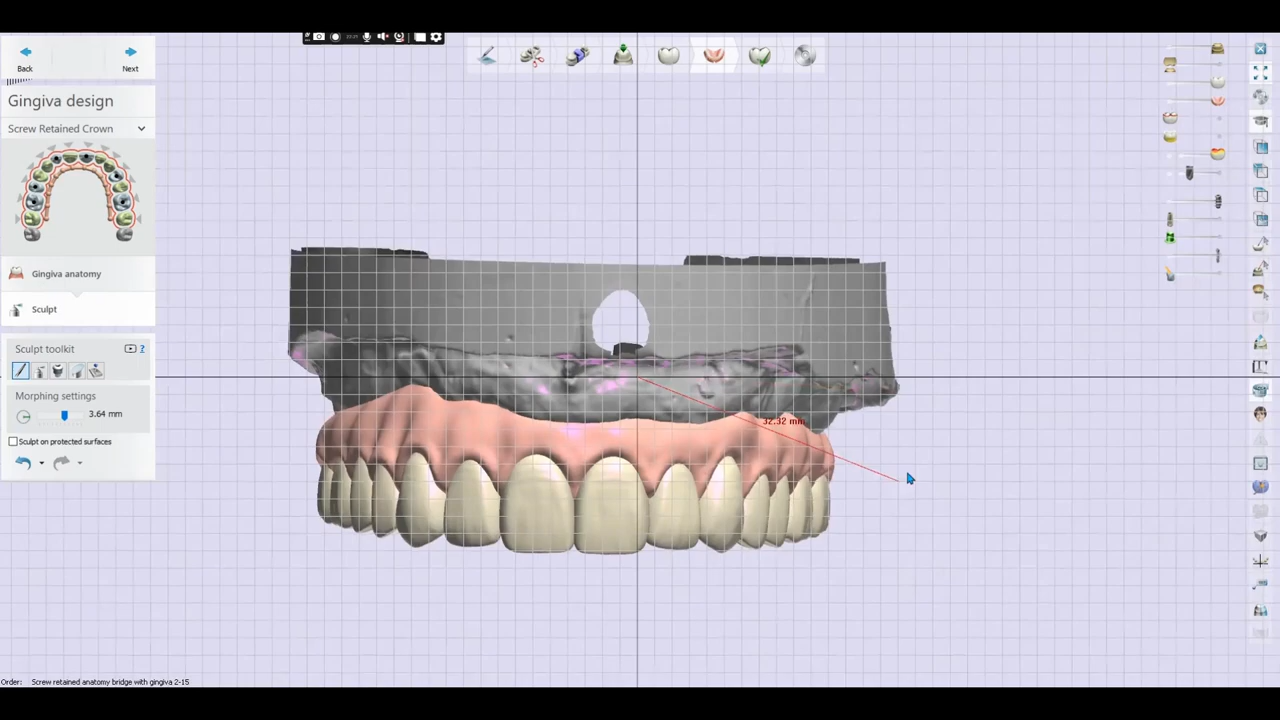 Back
Next
Gingiva design
Screw Retained Crown
Gingiva anatomy
Sculpt
Sculpt toolkit
?
Morphing settings
3.64 mm
Sculpt on protected surfaces
32.32 mm
Order: Screw retained anatomy bridge with gingiva 2-15